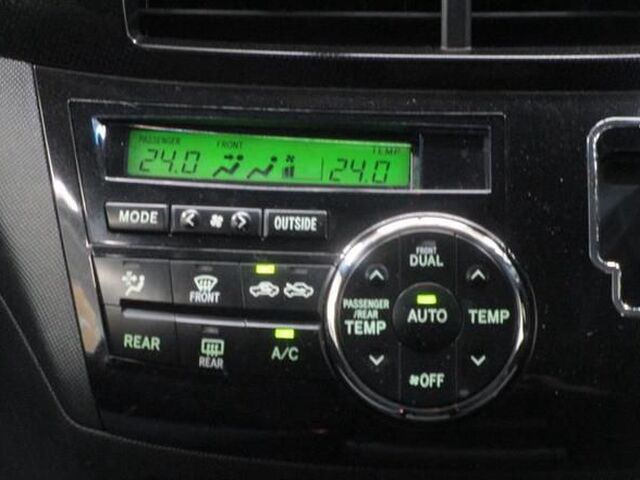 PASSENGER FRONT TEMP
24.0 24.0
MODE OUTSIDE
FRONT
DUAL
FRONT
PASSENGER
/REAR
TEMP
AUTO
TEMP
REAR
REAR
A/C
OFF